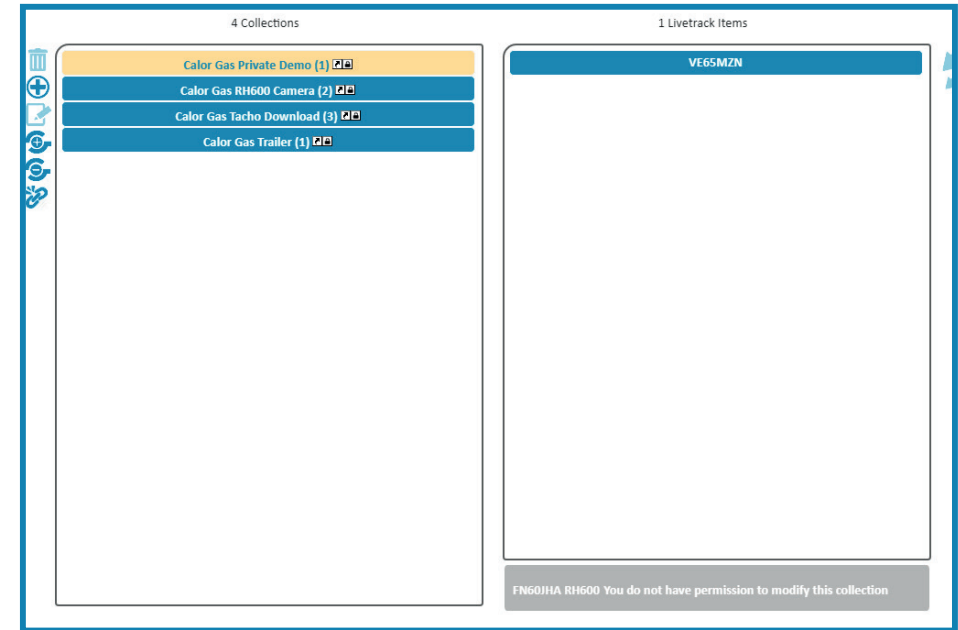 4 Collections
1 Livetrack Items
Calor Gas Private Demo (1)
Calor Gas RH600 Camera (2)
Calor Gas Tacho Download (3)
Calor Gas Trailer (1)
VE65MZN
FN60JHA RH600 You do not have permission to modify this collection